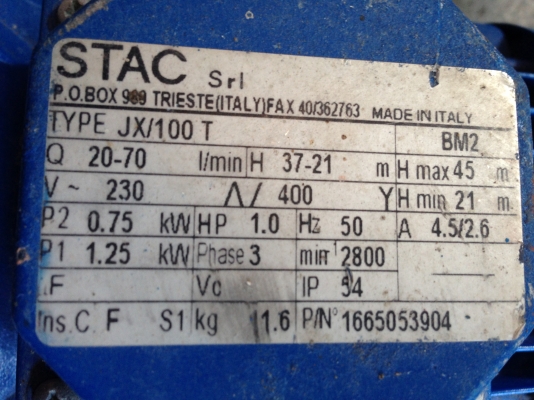 STAC Srl
P.O.BOX 989 TRIESTE(ITALY)FAX 40/362763 MADE IN ITALY
TYPE JX/100 T BM2
Q 20-70 l/min H 37-21 m H max 45 m
V~ 230 Δ/ 400 Y H min 21 m
P2 0.75 kW HP 1.0 Hz 50 A 4.5/2.6
P1 1.25 kW Phase 3 min⁻¹ 2800
µF Vc IP 54
Ins.C. F S1 kg 11.6 P/N° 1665053904